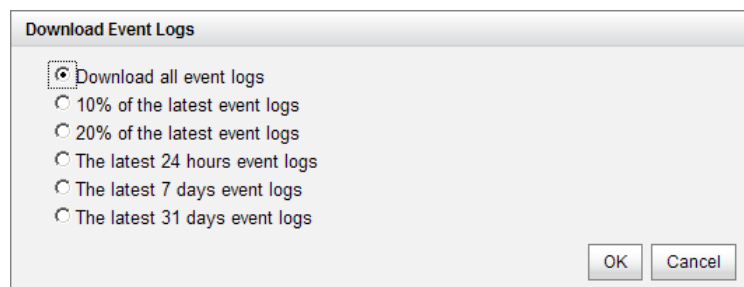 Download Event Logs
Download all event logs
10% of the latest event logs
20% of the latest event logs
The latest 24 hours event logs
The latest 7 days event logs
The latest 31 days event logs
OK Cancel